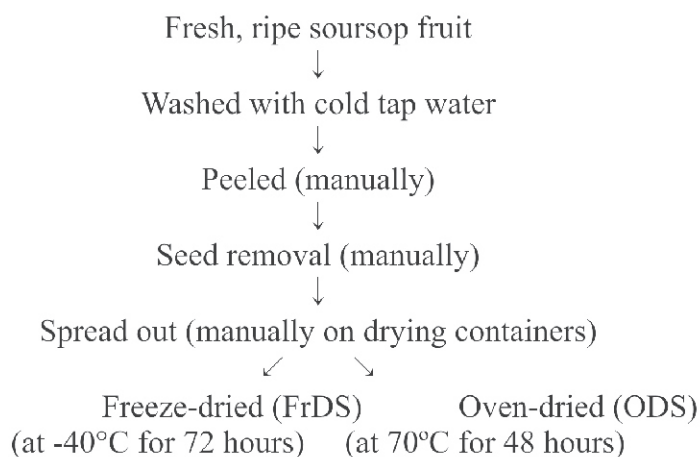 Fresh, ripe soursop fruit
↓
Washed with cold tap water
↓
Peeled (manually)
↓
Seed removal (manually)
↓
Spread out (manually on drying containers)
↙ ↘
Freeze-dried (FrDS) Oven-dried (ODS)
(at -40°C for 72 hours) (at 70ºC for 48 hours)